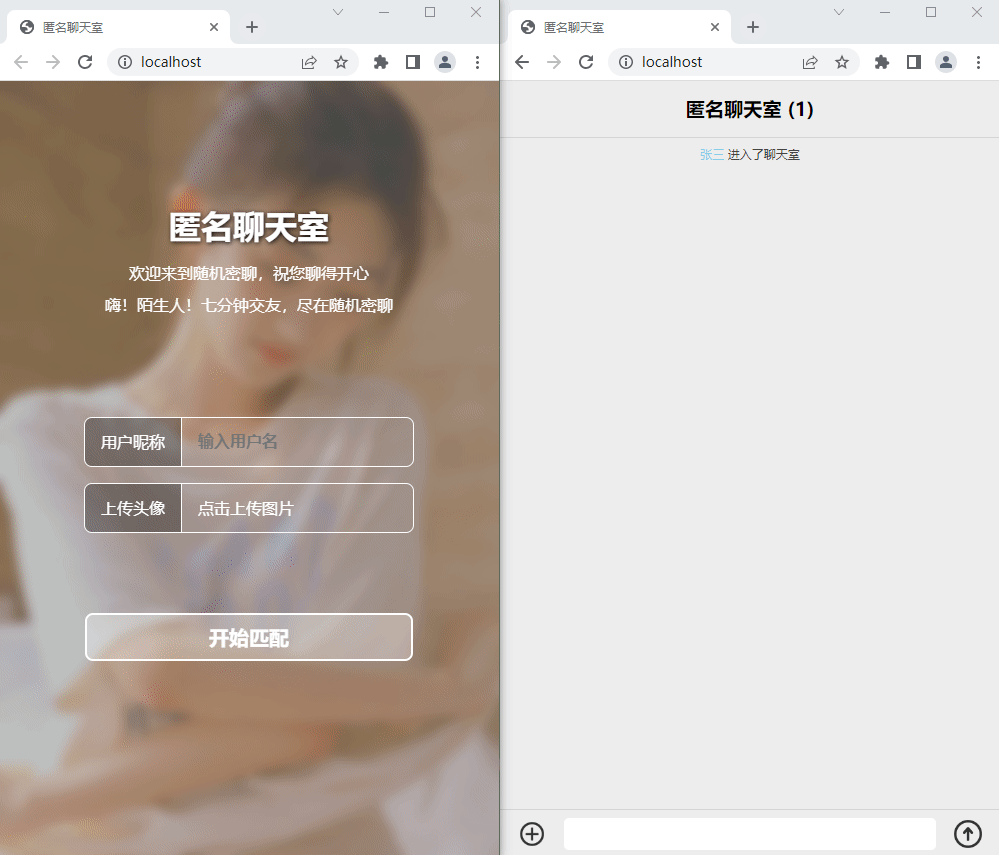 匿名聊天室
localhost
匿名聊天室
欢迎来到随机密聊，祝您聊得开心
嗨！陌生人！七分钟交友，尽在随机密聊
用户昵称 输入用户名
上传头像 点击上传图片
开始匹配
匿名聊天室
localhost
匿名聊天室 (1)
张三 进入了聊天室